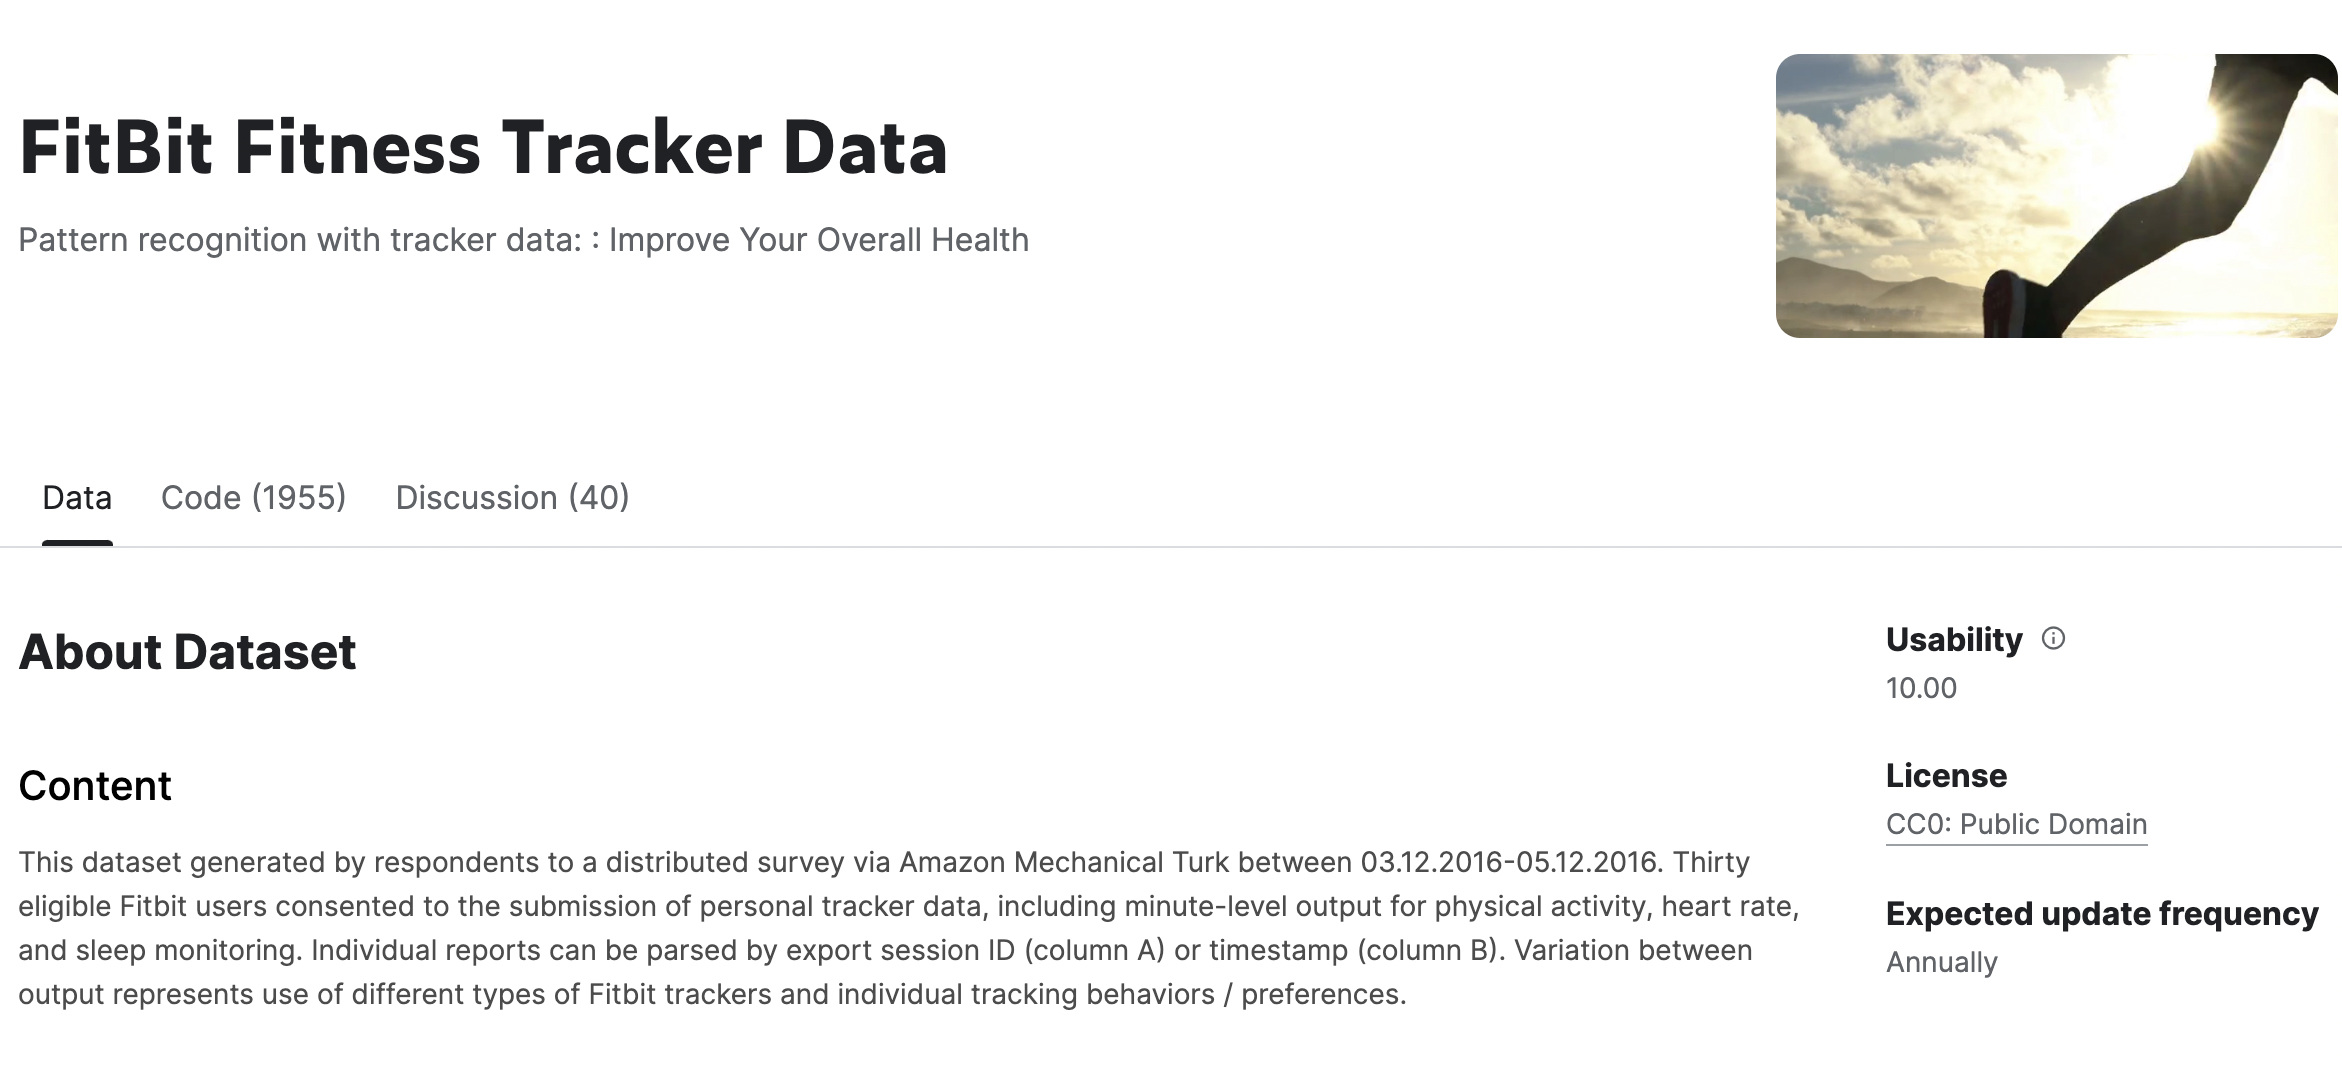 FitBit Fitness Tracker Data
Pattern recognition with tracker data: : Improve Your Overall Health
Data
Code (1955)
Discussion (40)
About Dataset
Content
This dataset generated by respondents to a distributed survey via Amazon Mechanical Turk between 03.12.2016-05.12.2016. Thirty
eligible Fitbit users consented to the submission of personal tracker data, including minute-level output for physical activity, heart rate,
and sleep monitoring. Individual reports can be parsed by export session ID (column A) or timestamp (column B). Variation between
output represents use of different types of Fitbit trackers and individual tracking behaviors / preferences.
Usability
10.00
License
CC0: Public Domain
Expected update frequency
Annually